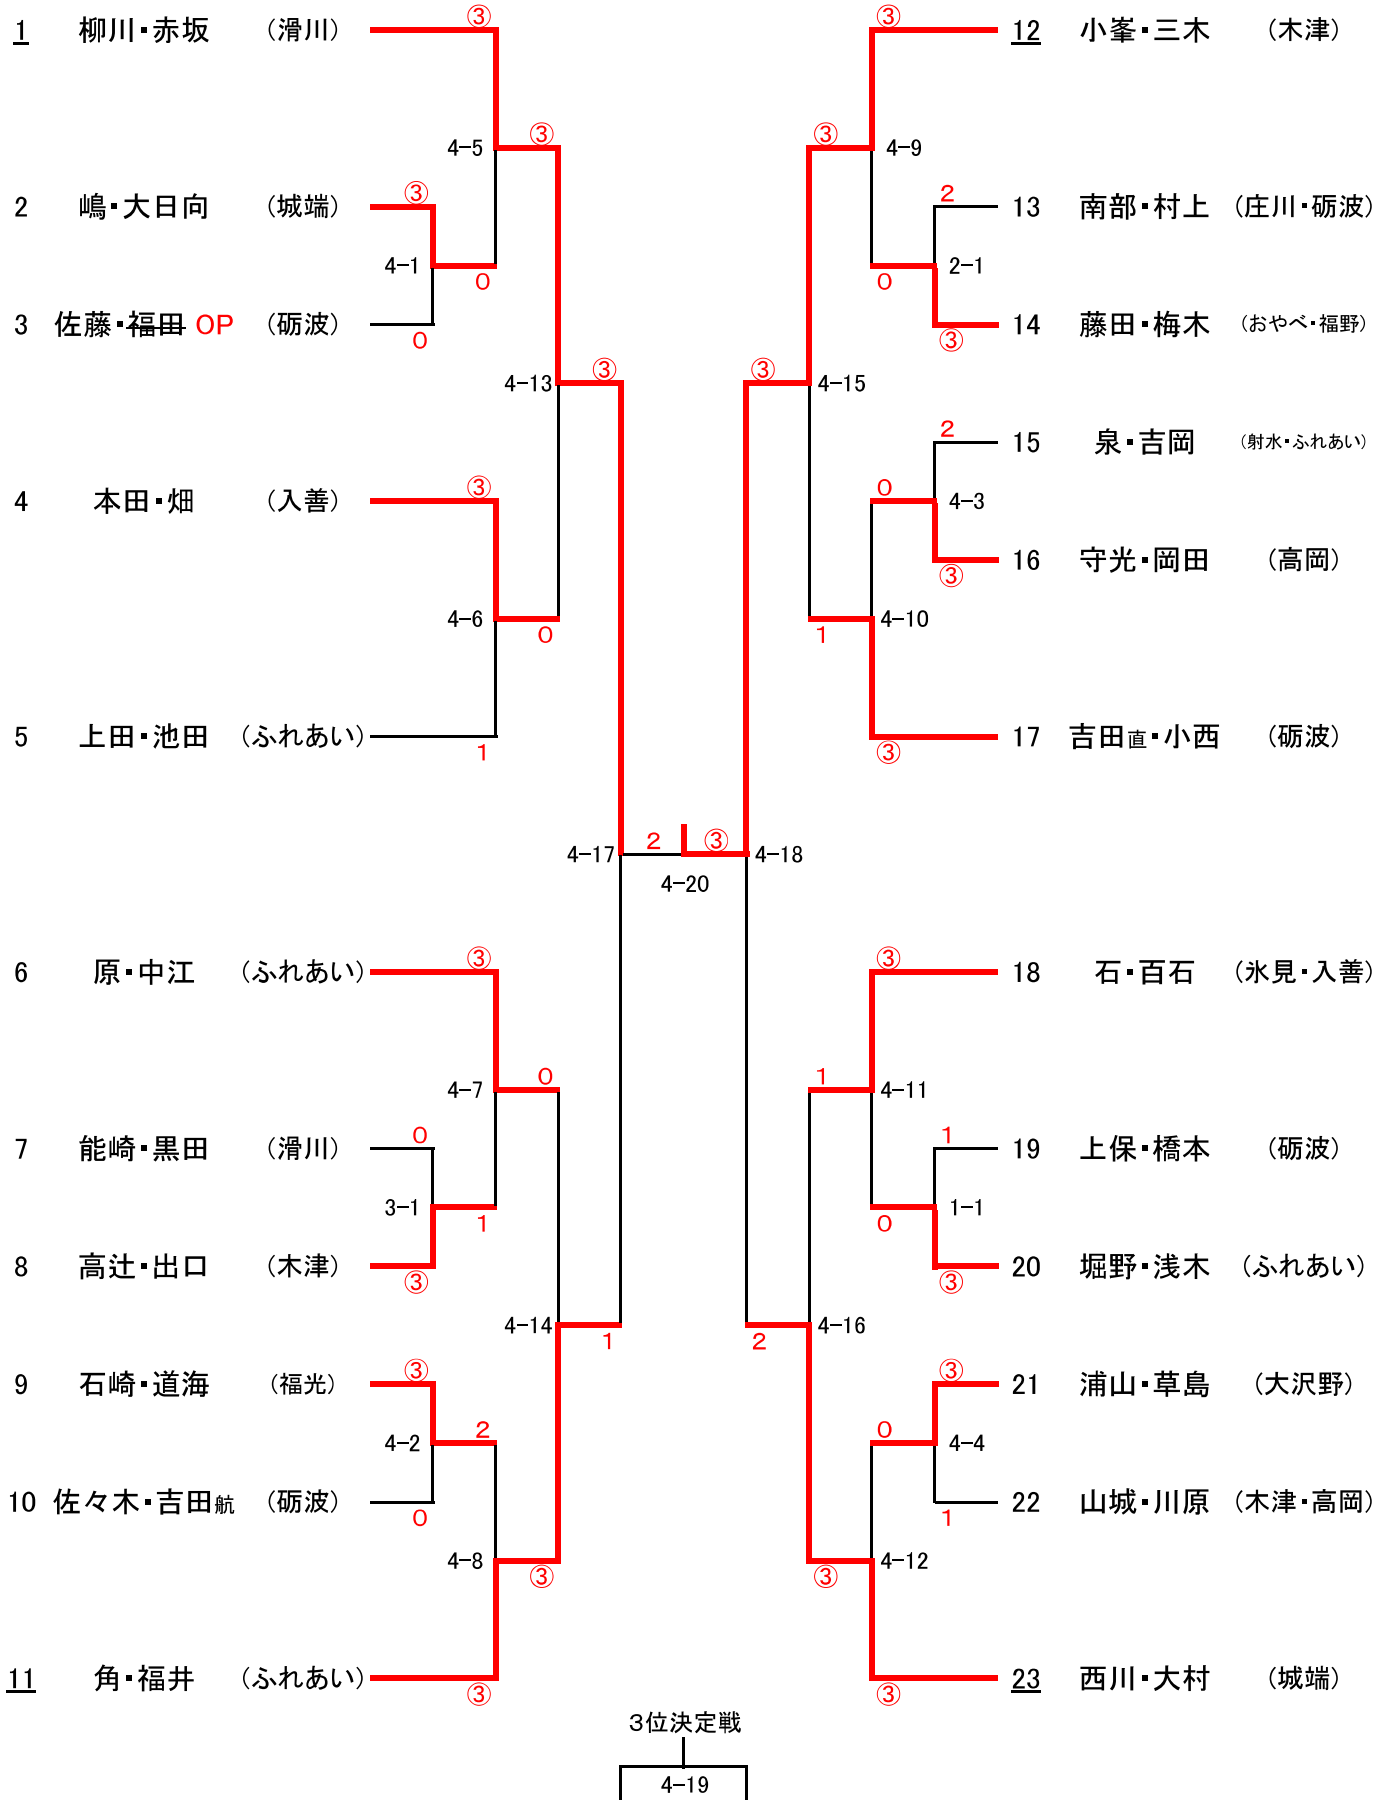 ③ ③
1 柳川・赤坂 （滑川） 12 小峯・三木 （木津）
③ ③
4-5 4-9
③ 2
2 嶋・大日向 （城端） 13 南部・村上 （庄川・砺波）
4-1 0 0 2-1
3 佐藤・福田 OP （砺波） 14 藤田・梅木 （おやべ・福野）
0 ③
③ ③
4-13 4-15
2
15 泉・吉岡 （射水・ふれあい）
③ 0
4 本田・畑 （入善） 4-3
16 守光・岡田 （高岡）
③
4-6 4-10
0 1
5 上田・池田 （ふれあい） 17 吉田直・小西 （砺波）
1 ③
2 ③
4-17 4-18
4-20
③ ③
6 原・中江 （ふれあい） 18 石・百石 （氷見・入善）
0 1
4-7 4-11
0 1
7 能崎・黒田 （滑川） 19 上保・橋本 （砺波）
3-1 1 0 1-1
8 高辻・出口 （木津） 20 堀野・浅木 （ふれあい）
③ ③
4-14 4-16
1 2
③ ③
9 石崎・道海 （福光） 21 浦山・草島 （大沢野）
2 0
4-2 4-4
10 佐々木・吉田航 （砺波） 22 山城・川原 （木津・高岡）
0 1
4-8 4-12
③ ③
11 角・福井 （ふれあい） 23 西川・大村 （城端）
③ ③
３位決定戦
4-19